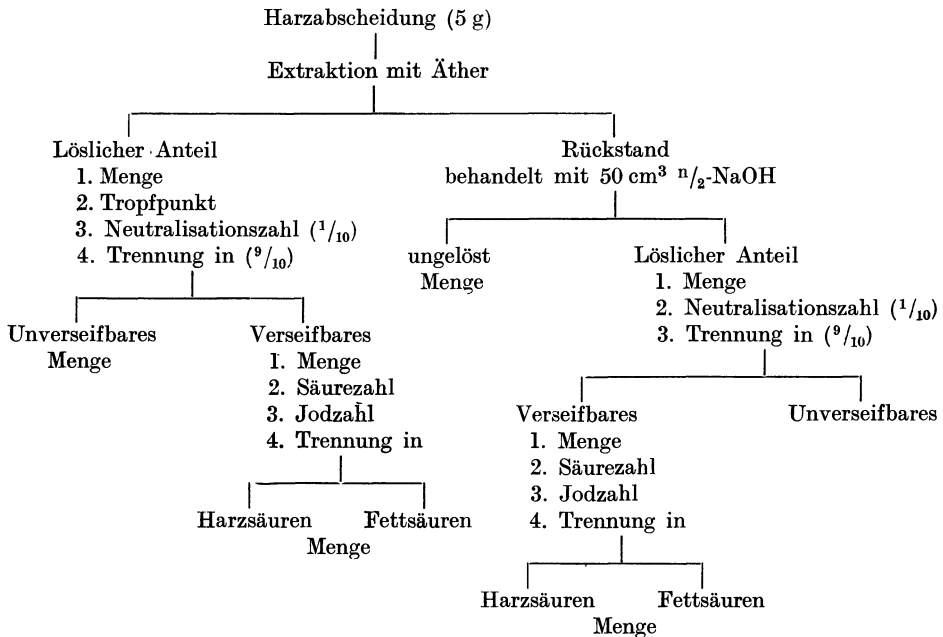 Harzabscheidung (5 g)
Extraktion mit Äther
Löslicher Anteil
1. Menge
2. Tropfpunkt
3. Neutralisationszahl (¹/₁₀)
4. Trennung in (⁹/₁₀)
Unverseifbares
Menge
Verseifbares
1. Menge
2. Säurezahl
3. Jodzahl
4. Trennung in
Harzsäuren Fettsäuren
Menge
Rückstand
behandelt mit 50 cm³ ⁿ/₂-NaOH
ungelöst
Menge
Löslicher Anteil
1. Menge
2. Neutralisationszahl (¹/₁₀)
3. Trennung in (⁹/₁₀)
Verseifbares
1. Menge
2. Säurezahl
3. Jodzahl
4. Trennung in
Harzsäuren Fettsäuren
Menge
Unverseifbares